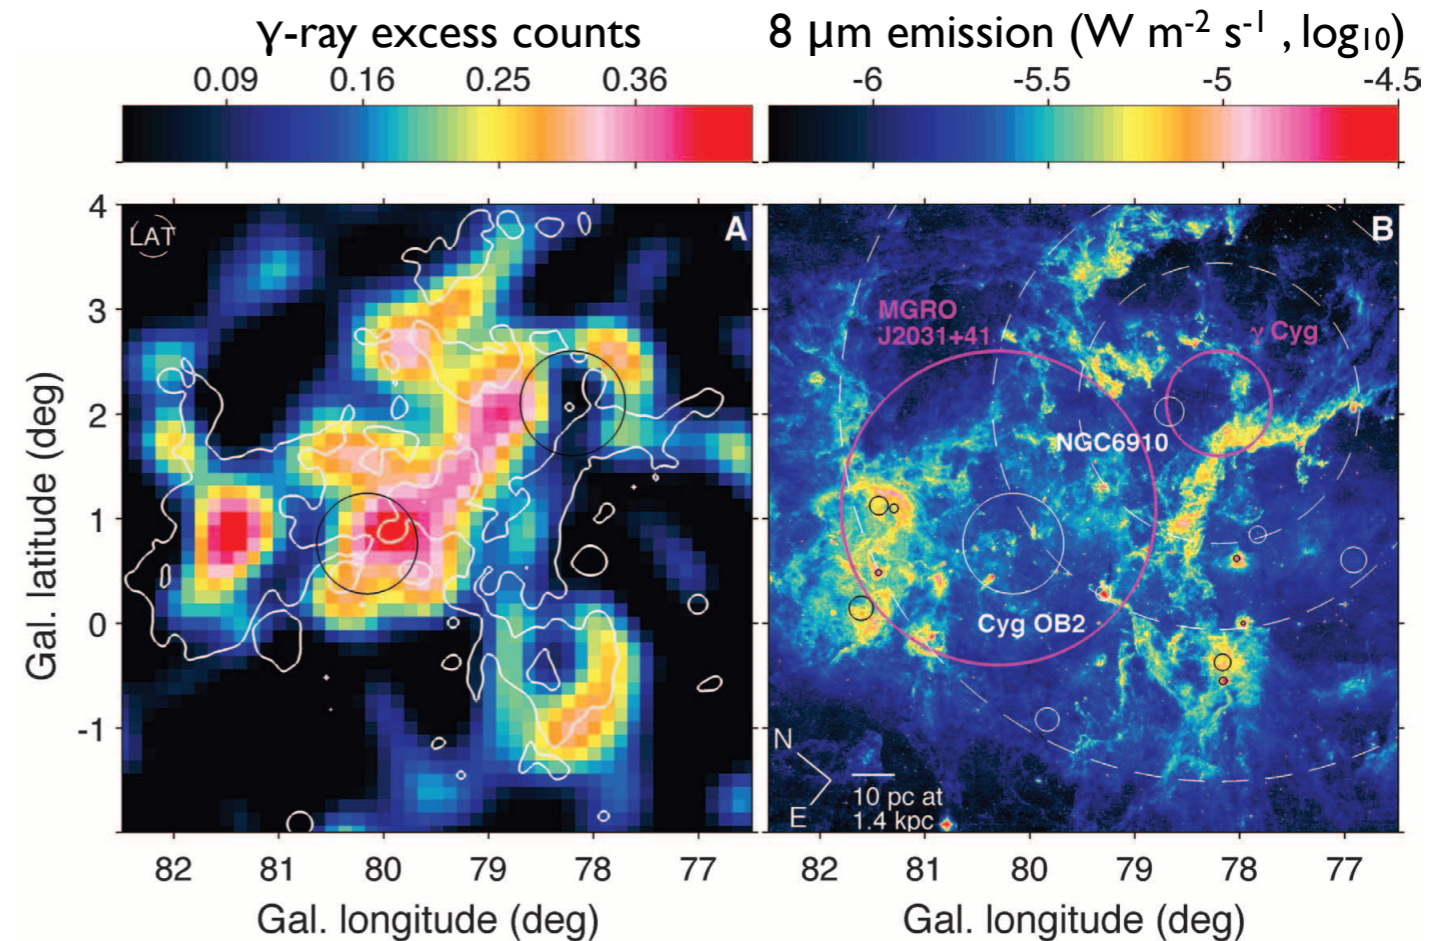 γ-ray excess counts
8 μm emission (W m-2 s-1 , log10)
0.09 0.16 0.25 0.36
-6 -5.5 -5 -4.5
LAT
A
B
4
3
2
1
0
-1
Gal. latitude (deg)
MGRO
J2031+41
γ Cyg
NGC6910
Cyg OB2
N
E
10 pc at
1.4 kpc
82 81 80 79 78 77
82 81 80 79 78 77
Gal. longitude (deg)
Gal. longitude (deg)